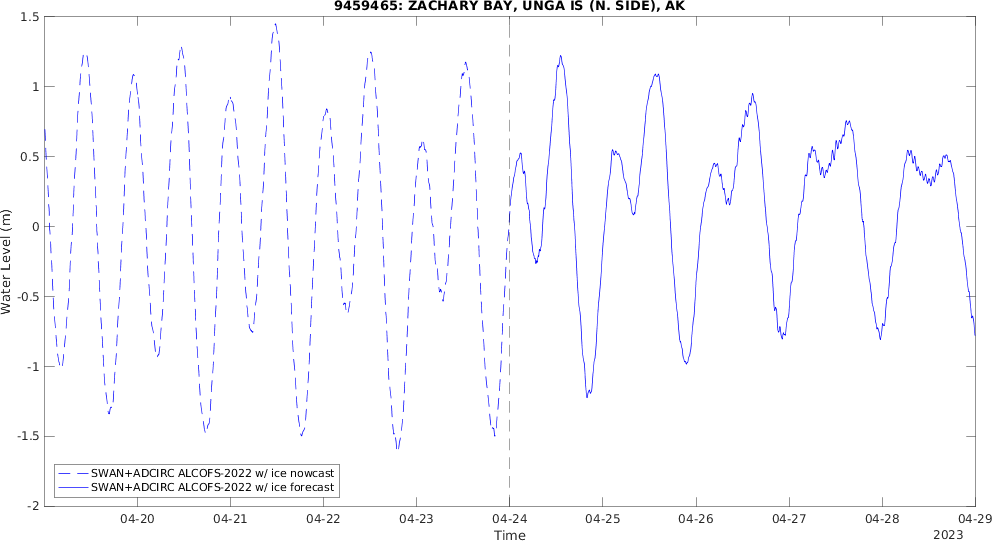 9459465: ZACHARY BAY, UNGA IS (N. SIDE), AK
1.5
1
0.5
0
-0.5
-1
-1.5
-2
Water Level (m)
SWAN+ADCIRC ALCOFS-2022 w/ ice nowcast
SWAN+ADCIRC ALCOFS-2022 w/ ice forecast
04-20 04-21 04-22 04-23 04-24 04-25 04-26 04-27 04-28 04-29
Time
2023